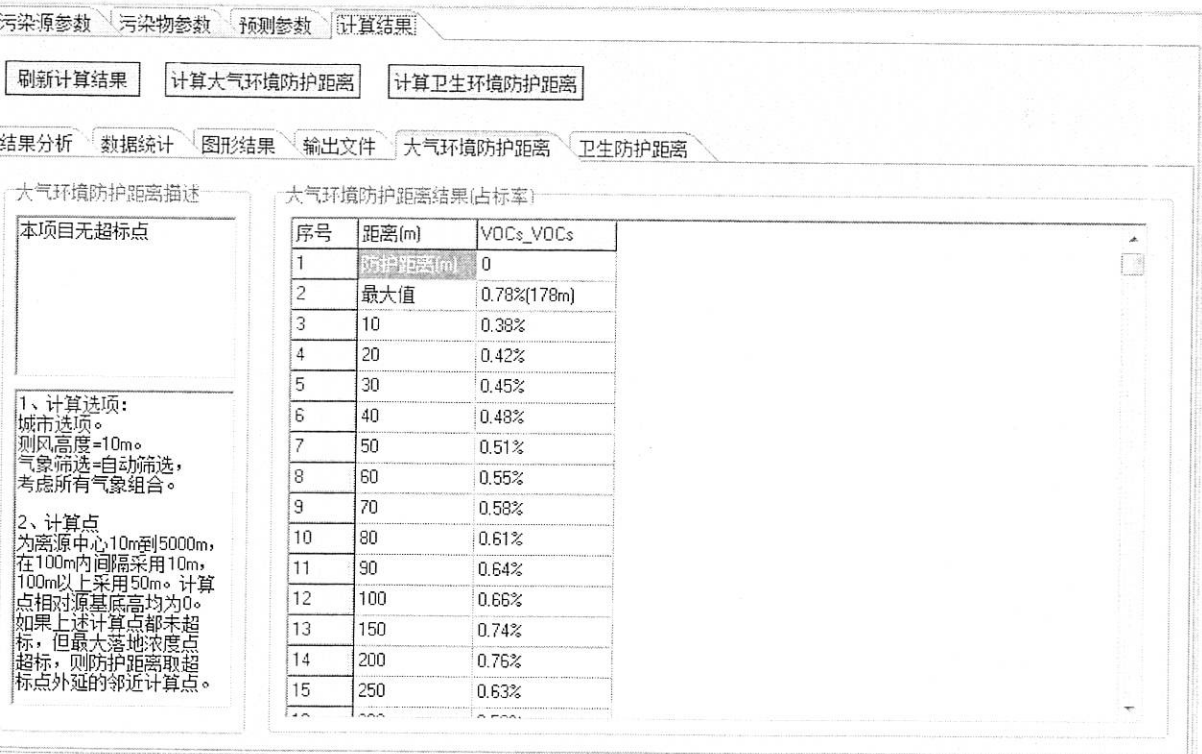 污染源参数 污染物参数 预测参数 计算结果
刷新计算结果 计算大气环境防护距离 计算卫生环境防护距离
结果分析 数据统计 图形结果 输出文件 大气环境防护距离 卫生防护距离
大气环境防护距离描述
本项目无超标点
1、计算选项:
城市选项。
测风高度=10m。
气象筛选=自动筛选,
考虑所有气象组合。
2、计算点
为离源中心10m到5000m,
在100m内间隔采用10m,
100m以上采用50m。计算
点相对源基底高均为0。
如果上述计算点都未超
标,但最大落地浓度点
超标,则防护距离取超
标点外延的邻近计算点。
大气环境防护距离结果(占标率)
序号 距离(m) VOCs_VOCs
1 防护距离(m) 0
2 最大值 0.78%(178m)
3 10 0.38%
4 20 0.42%
5 30 0.45%
6 40 0.48%
7 50 0.51%
8 60 0.55%
9 70 0.58%
10 80 0.61%
11 90 0.64%
12 100 0.66%
13 150 0.74%
14 200 0.76%
15 250 0.63%